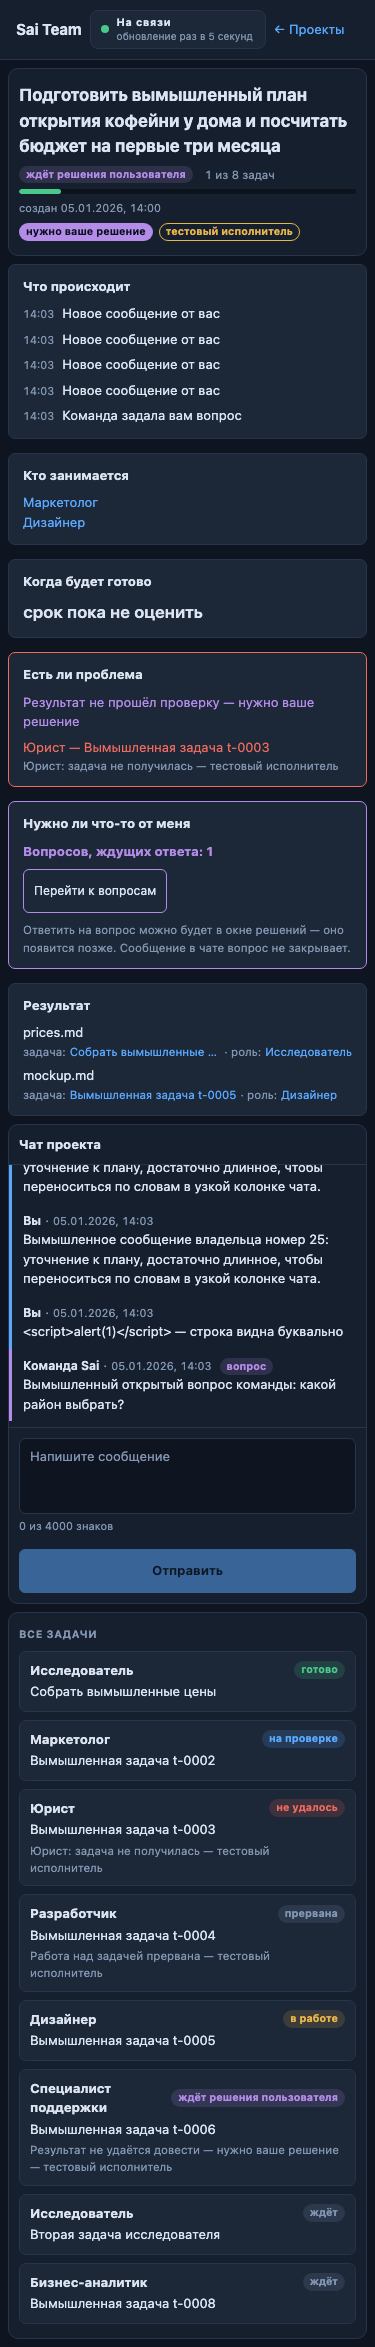 Sai Team
На связи
обновление раз в 5 секунд
← Проекты
Подготовить вымышленный план
открытия кофейни у дома и посчитать
бюджет на первые три месяца
ждёт решения пользователя 1 из 8 задач
создан 05.01.2026, 14:00
нужно ваше решение тестовый исполнитель
Что происходит
14:03 Новое сообщение от вас
14:03 Новое сообщение от вас
14:03 Новое сообщение от вас
14:03 Новое сообщение от вас
14:03 Команда задала вам вопрос
Кто занимается
Маркетолог
Дизайнер
Когда будет готово
срок пока не оценить
Есть ли проблема
Результат не прошёл проверку — нужно ваше
решение
Юрист — Вымышленная задача t-0003
Юрист: задача не получилась — тестовый исполнитель
Нужно ли что-то от меня
Вопросов, ждущих ответа: 1
Перейти к вопросам
Ответить на вопрос можно будет в окне решений — оно
появится позже. Сообщение в чате вопрос не закрывает.
Результат
prices.md
задача: Собрать вымышленные ... · роль: Исследователь
mockup.md
задача: Вымышленная задача t-0005 · роль: Дизайнер
Чат проекта
уточнение к плану, достаточно длинное, чтобы
переноситься по словам в узкой колонке чата.
Вы · 05.01.2026, 14:03
Вымышленное сообщение владельца номер 25:
уточнение к плану, достаточно длинное, чтобы
переноситься по словам в узкой колонке чата.
Вы · 05.01.2026, 14:03
&lt;script&gt;alert(1)&lt;/script&gt; — строка видна буквально
Команда Sai · 05.01.2026, 14:03 вопрос
Вымышленный открытый вопрос команды: какой
район выбрать?
Напишите сообщение
0 из 4000 знаков
Отправить
ВСЕ ЗАДАЧИ
Исследователь готово
Собрать вымышленные цены
Маркетолог на проверке
Вымышленная задача t-0002
Юрист не удалось
Вымышленная задача t-0003
Юрист: задача не получилась — тестовый
исполнитель
Разработчик прервана
Вымышленная задача t-0004
Работа над задачей прервана — тестовый
исполнитель
Дизайнер в работе
Вымышленная задача t-0005
Специалист
поддержки
ждёт решения пользователя
Вымышленная задача t-0006
Результат не удаётся довести — нужно ваше решение
— тестовый исполнитель
Исследователь ждёт
Вторая задача исследователя
Бизнес-аналитик ждёт
Вымышленная задача t-0008